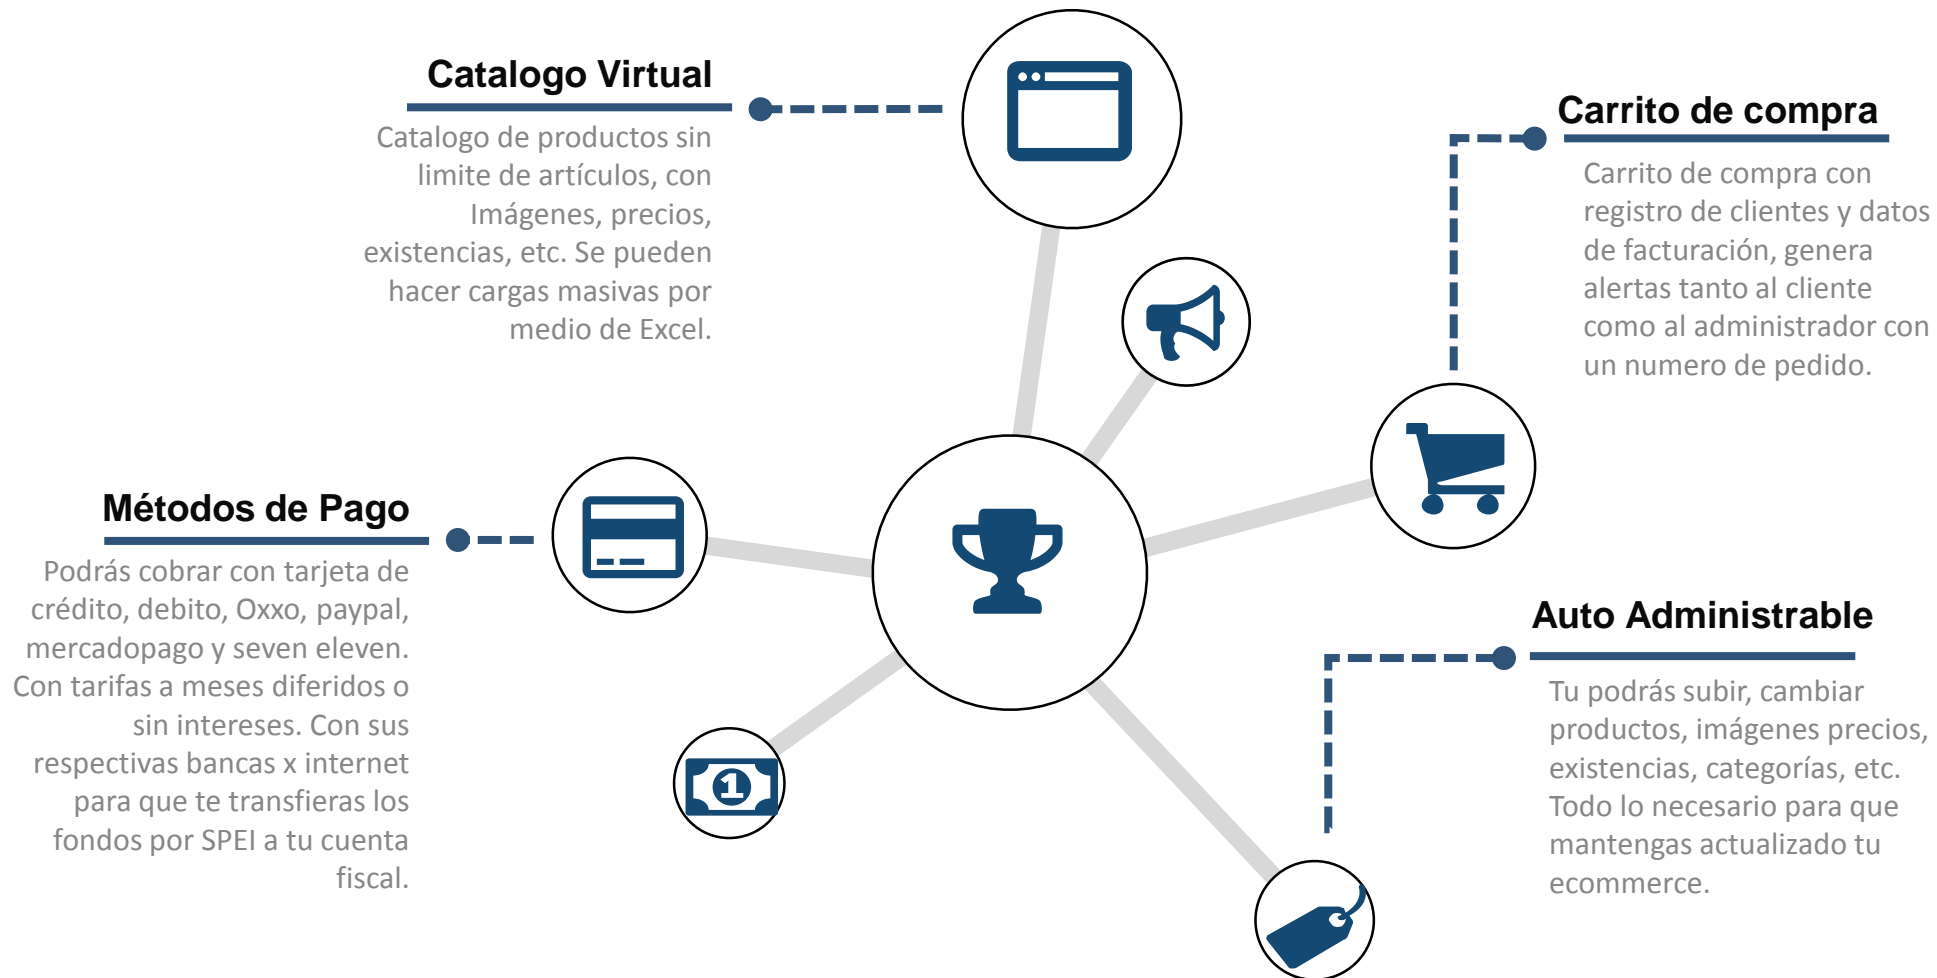 Catalogo Virtual
Catalogo de productos sin
limite de artículos, con
Imágenes, precios,
existencias, etc. Se pueden
hacer cargas masivas por
medio de Excel.
Carrito de compra
Carrito de compra con
registro de clientes y datos
de facturación, genera
alertas tanto al cliente
como al administrador con
un numero de pedido.
Métodos de Pago
Podrás cobrar con tarjeta de
crédito, debito, Oxxo, paypal,
mercadopago y seven eleven.
Con tarifas a meses diferidos o
sin intereses. Con sus
respectivas bancas x internet
para que te transfieras los
fondos por SPEI a tu cuenta
fiscal.
1
Auto Administrable
Tu podrás subir, cambiar
productos, imágenes precios,
existencias, categorías, etc.
Todo lo necesario para que
mantengas actualizado tu
ecommerce.